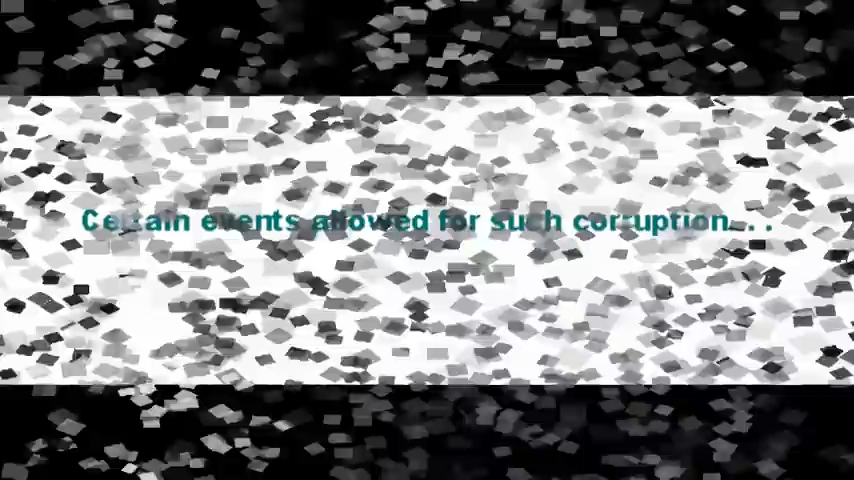 Certain events allowed for such corruption. . .